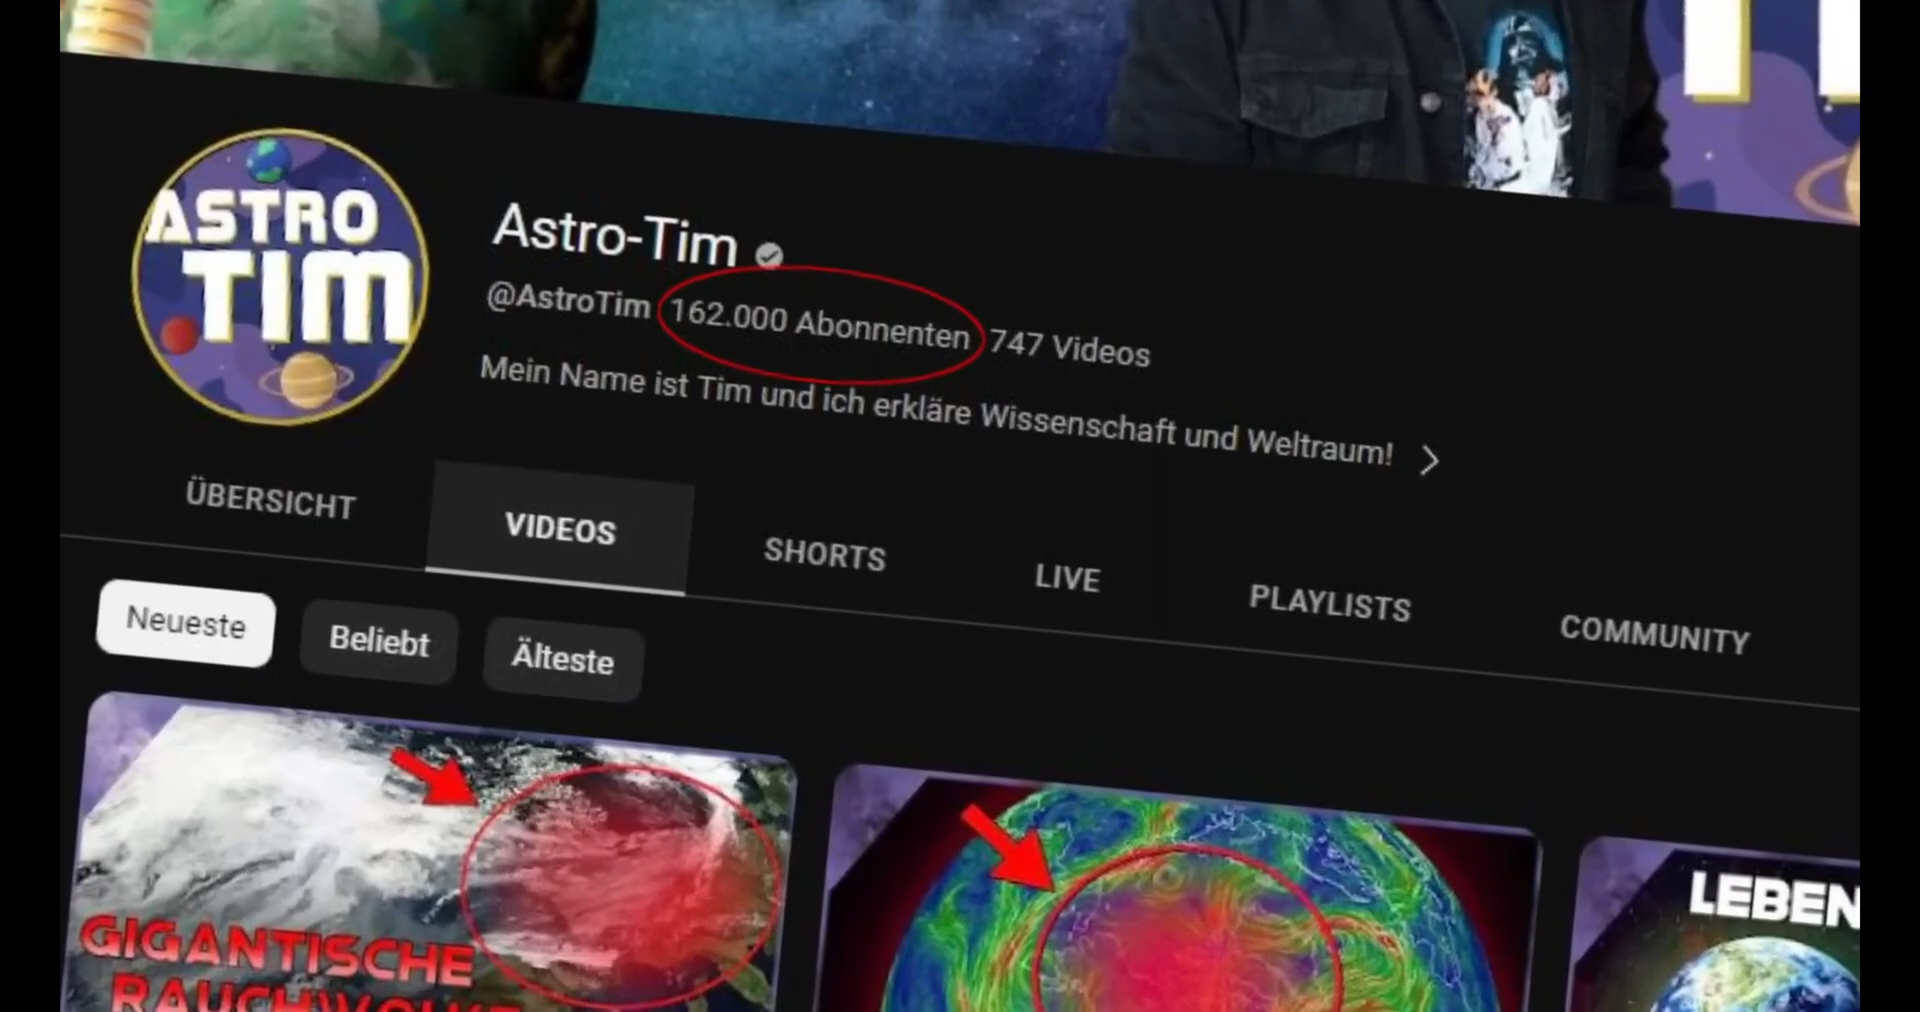 ASTRO
TIM
Astro-Tim
@AstroTim 162.000 Abonnenten 747 Videos
Mein Name ist Tim und ich erkläre Wissenschaft und Weltraum!
ÜBERSICHT VIDEOS SHORTS LIVE PLAYLISTS COMMUNITY
Neueste Beliebt Älteste
GIGANTISCHE
RAUCHWOLKE
LEBEN